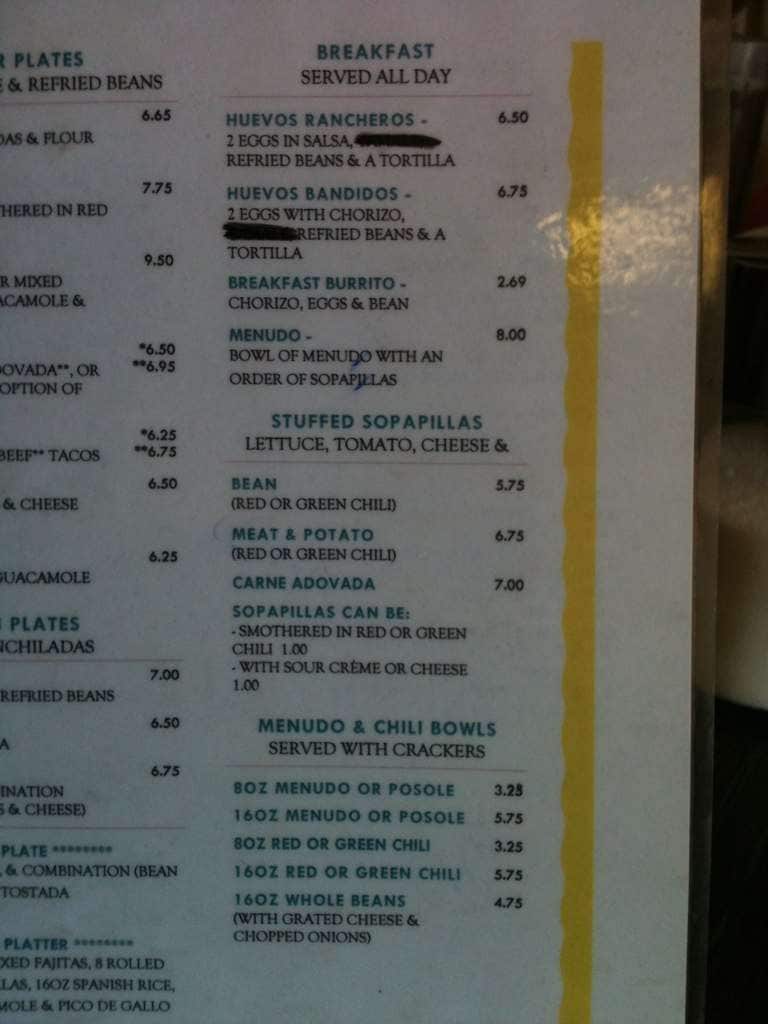 R PLATES
& REFRIED BEANS
6.65
& FLOUR
7.75
HERED IN RED
9.50
R MIXED
ACAMOLE &
*6.50
OVADA**, OR
**6.95
OPTION OF
*6.25
BEEF** TACOS
**6.75
6.50
& CHEESE
6.25
GUACAMOLE
PLATES
NCHILADAS
7.00
REFRIED BEANS
6.50
A
6.75
INATION
S & CHEESE)
PLATE ********
& COMBINATION (BEAN
TOSTADA
PLATTER ********
XED FAJITAS, 8 ROLLED
LAS, 16OZ SPANISH RICE,
MOLE & PICO DE GALLO
BREAKFAST
SERVED ALL DAY
HUEVOS RANCHEROS - 6.50
2 EGGS IN SALSA,
REFRIED BEANS & A TORTILLA
HUEVOS BANDIDOS - 6.75
2 EGGS WITH CHORIZO,
REFRIED BEANS & A
TORTILLA
BREAKFAST BURRITO - 2.69
CHORIZO, EGGS & BEAN
MENUDO - 8.00
BOWL OF MENUDO WITH AN
ORDER OF SOPAPILLAS
STUFFED SOPAPILLAS
LETTUCE, TOMATO, CHEESE &
BEAN 5.75
(RED OR GREEN CHILI)
MEAT & POTATO 6.75
(RED OR GREEN CHILI)
CARNE ADOVADA 7.00
SOPAPILLAS CAN BE:
- SMOTHERED IN RED OR GREEN
CHILI 1.00
- WITH SOUR CRÈME OR CHEESE
1.00
MENUDO & CHILI BOWLS
SERVED WITH CRACKERS
8OZ MENUDO OR POSOLE 3.25
16OZ MENUDO OR POSOLE 5.75
8OZ RED OR GREEN CHILI 3.25
16OZ RED OR GREEN CHILI 5.75
16OZ WHOLE BEANS 4.75
(WITH GRATED CHEESE &
CHOPPED ONIONS)